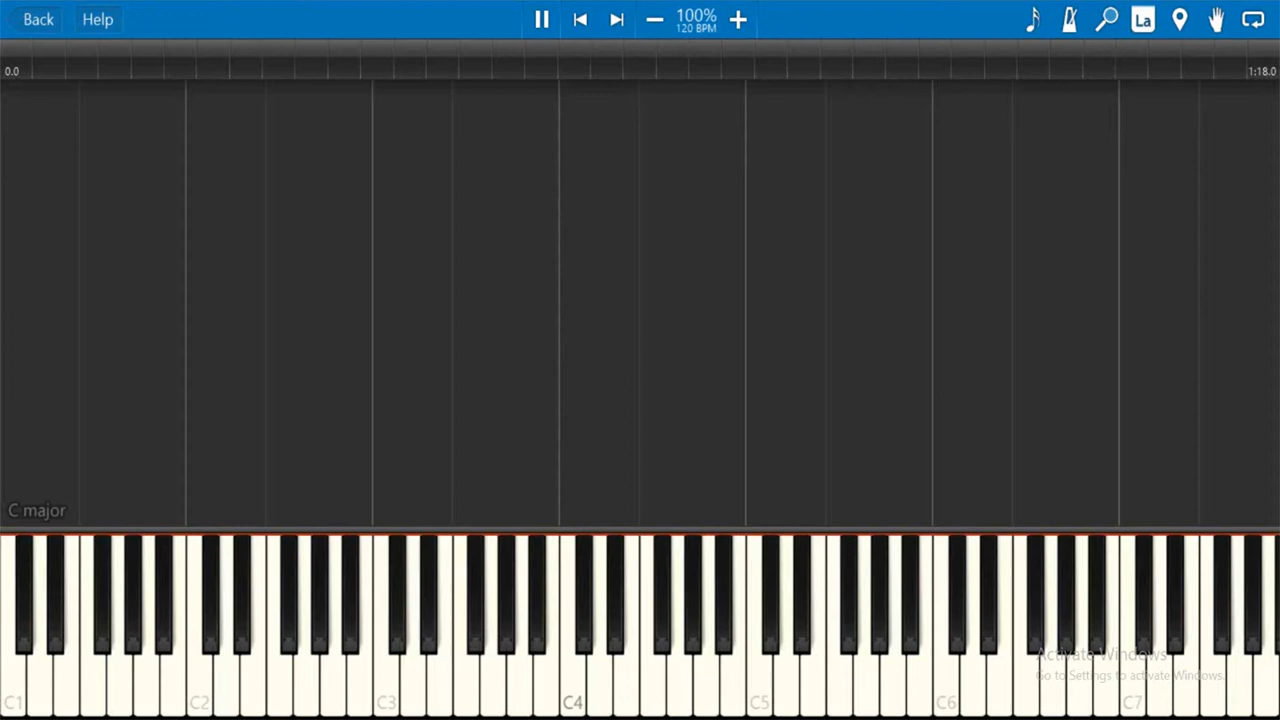 Back Help 100% La
120 BPM
0.0 1:18.0
C major
Activate Windows
Go to Settings to activate Windows.
C1 C2 C3 C4 C5 C6 C7